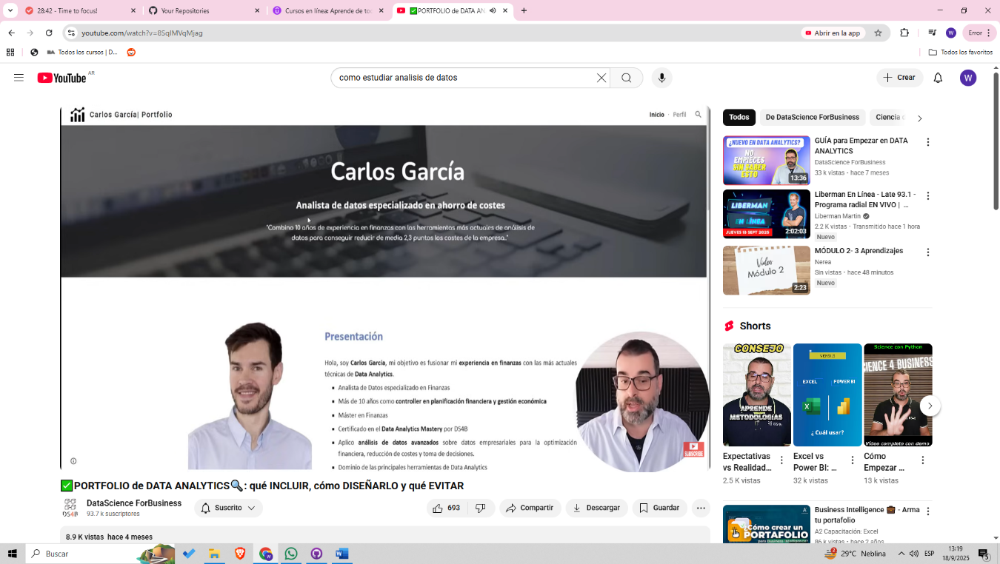 28:42 - Time to focus!
Your Repositories
Cursos en línea: Aprende de to
PORTFOLIO de DATA AN
youtube.com/watch?v=8SqIMVqMjag
Abrir en la app
W
Error
Todos los cursos | D...
Todos los favoritos
YouTube AR
como estudiar analisis de datos
Crear
W
Carlos García| Portfolio
Inicio
Perfil
Carlos García
Analista de datos especializado en ahorro de costes
"Combino 10 años de experiencia en finanzas con las herramientas más actuales de análisis de
datos para conseguir reducir de media 2,3 puntos los costes de la empresa.."
Presentación
Hola, soy Carlos García, mi objetivo es fusionar mi experiencia en finanzas con las más actuales
técnicas de Data Analytics.
Analista de Datos especializado en Finanzas
Más de 10 años como controller en planificación financiera y gestión económica
Máster en Finanzas
Certificado en el Data Analytics Mastery por DS4B
Aplico análisis de datos avanzados sobre datos empresariales para la optimización
financiera, reducción de costes y toma de decisiones.
Dominio de las principales herramientas de Data Analytics
SUBSCRIBE
✅PORTFOLIO de DATA ANALYTICS🔍: qué INCLUIR, cómo DISEÑARLO y qué EVITAR
DS4B
DataScience ForBusiness
93.7 k suscriptores
Suscrito
693
Compartir
Descargar
Guardar
8.9 K vistas hace 4 meses
Todos
De DataScience ForBusiness
Ciencia
¿NUEVO EN DATA ANALYTICS?
NO
EMPIECES
SIN SABER
ESTO
13:36
GUÍA para Empezar en DATA
ANALYTICS
DataScience ForBusiness
33 k vistas • hace 7 meses
LIBERMAN
EN LÍNEA
JUEVES 18 SEPT 2025
2:02:03
Liberman En Línea - Late 93.1 -
Programa radial EN VIVO | ...
Liberman Martin
2.2 K vistas • Transmitido hace 1 hora
Nuevo
Video
Módulo 2
2:23
MÓDULO 2- 3 Aprendizajes
Nerea
Sin vistas • hace 48 minutos
Nuevo
Shorts
CONSEJO
APRENDE
METODOLOGÍAS
Expectativas
vs Realidad...
2.5 K vistas
EXCEL
POWER BI
¿ Cuál usar?
Excel vs
Power BI: ...
32 k vistas
Science con Python
IENCE 4 BUSINESS
Vídeo completo con demo
Cómo
Empezar ...
13 k vistas
¿Cómo crear un
PORTAFOLIO
Business Intelligence 💼 - Arma
tu portafolio
A2 Capacitación: Excel
86 k vistas • hace 2 años
Buscar
2
29°C Neblina
ESP
13:19
18/9/2025
5